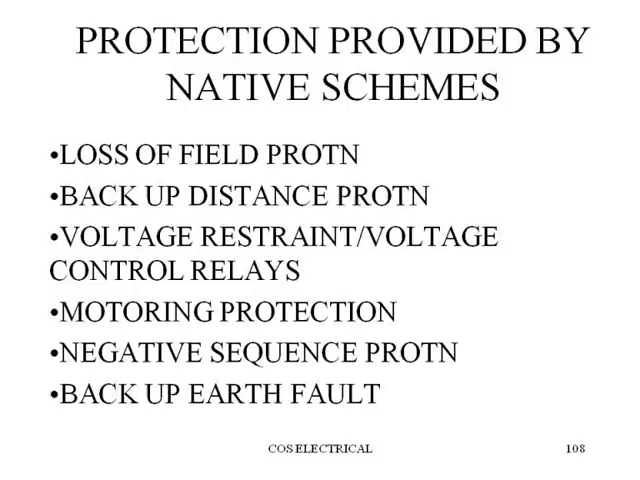 PROTECTION PROVIDED BY
NATIVE SCHEMES
•LOSS OF FIELD PROTN
•BACK UP DISTANCE PROTN
•VOLTAGE RESTRAINT/VOLTAGE
CONTROL RELAYS
•MOTORING PROTECTION
•NEGATIVE SEQUENCE PROTN
•BACK UP EARTH FAULT
COS ELECTRICAL
108